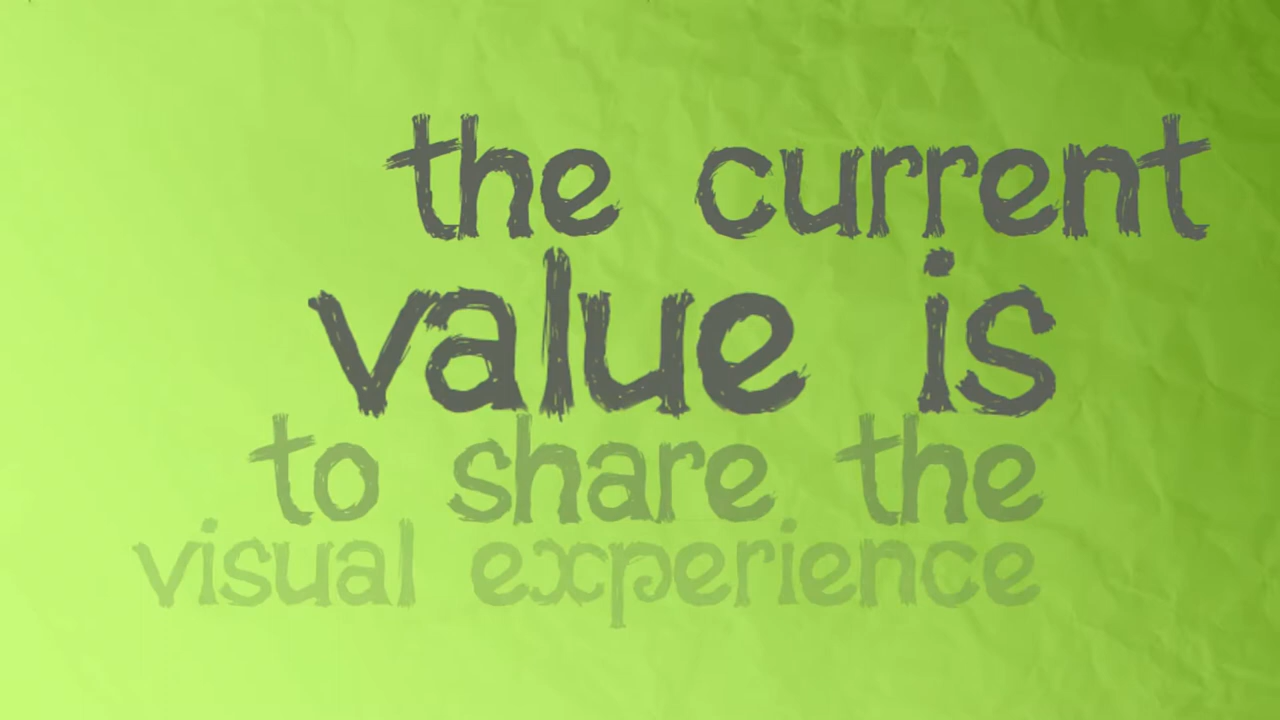 the current
value is
to share the
visual experience